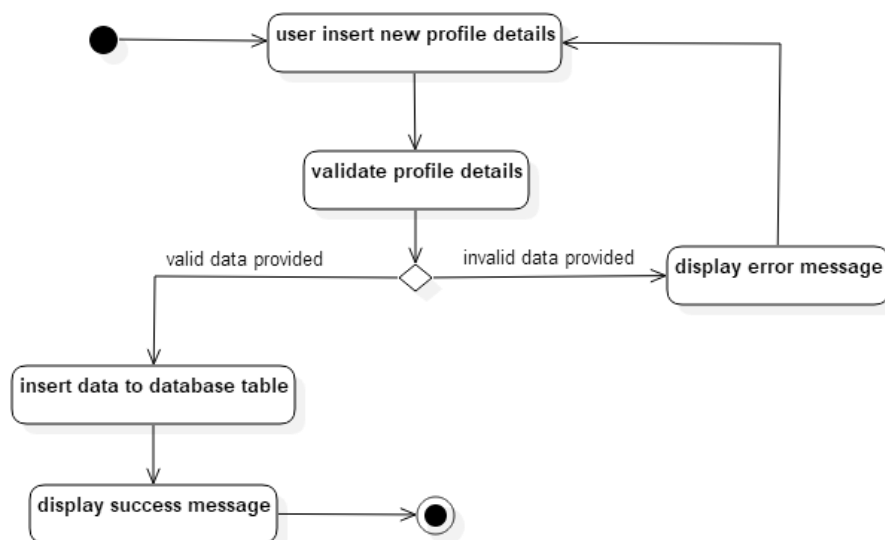 user insert new profile details
validate profile details
valid data provided
invalid data provided
display error message
insert data to database table
display success message